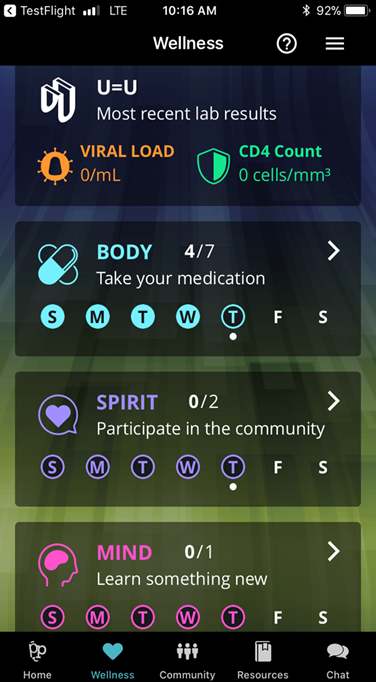 TestFlight LTE 10:16 AM 92%
Wellness ?
U=U
Most recent lab results
VIRAL LOAD CD4 Count
0/mL 0 cells/mm³
BODY 4/7
Take your medication
S M T W T F S
SPIRIT 0/2
Participate in the community
S M T W T F S
MIND 0/1
Learn something new
S M T W T F S
Home Wellness Community Resources Chat